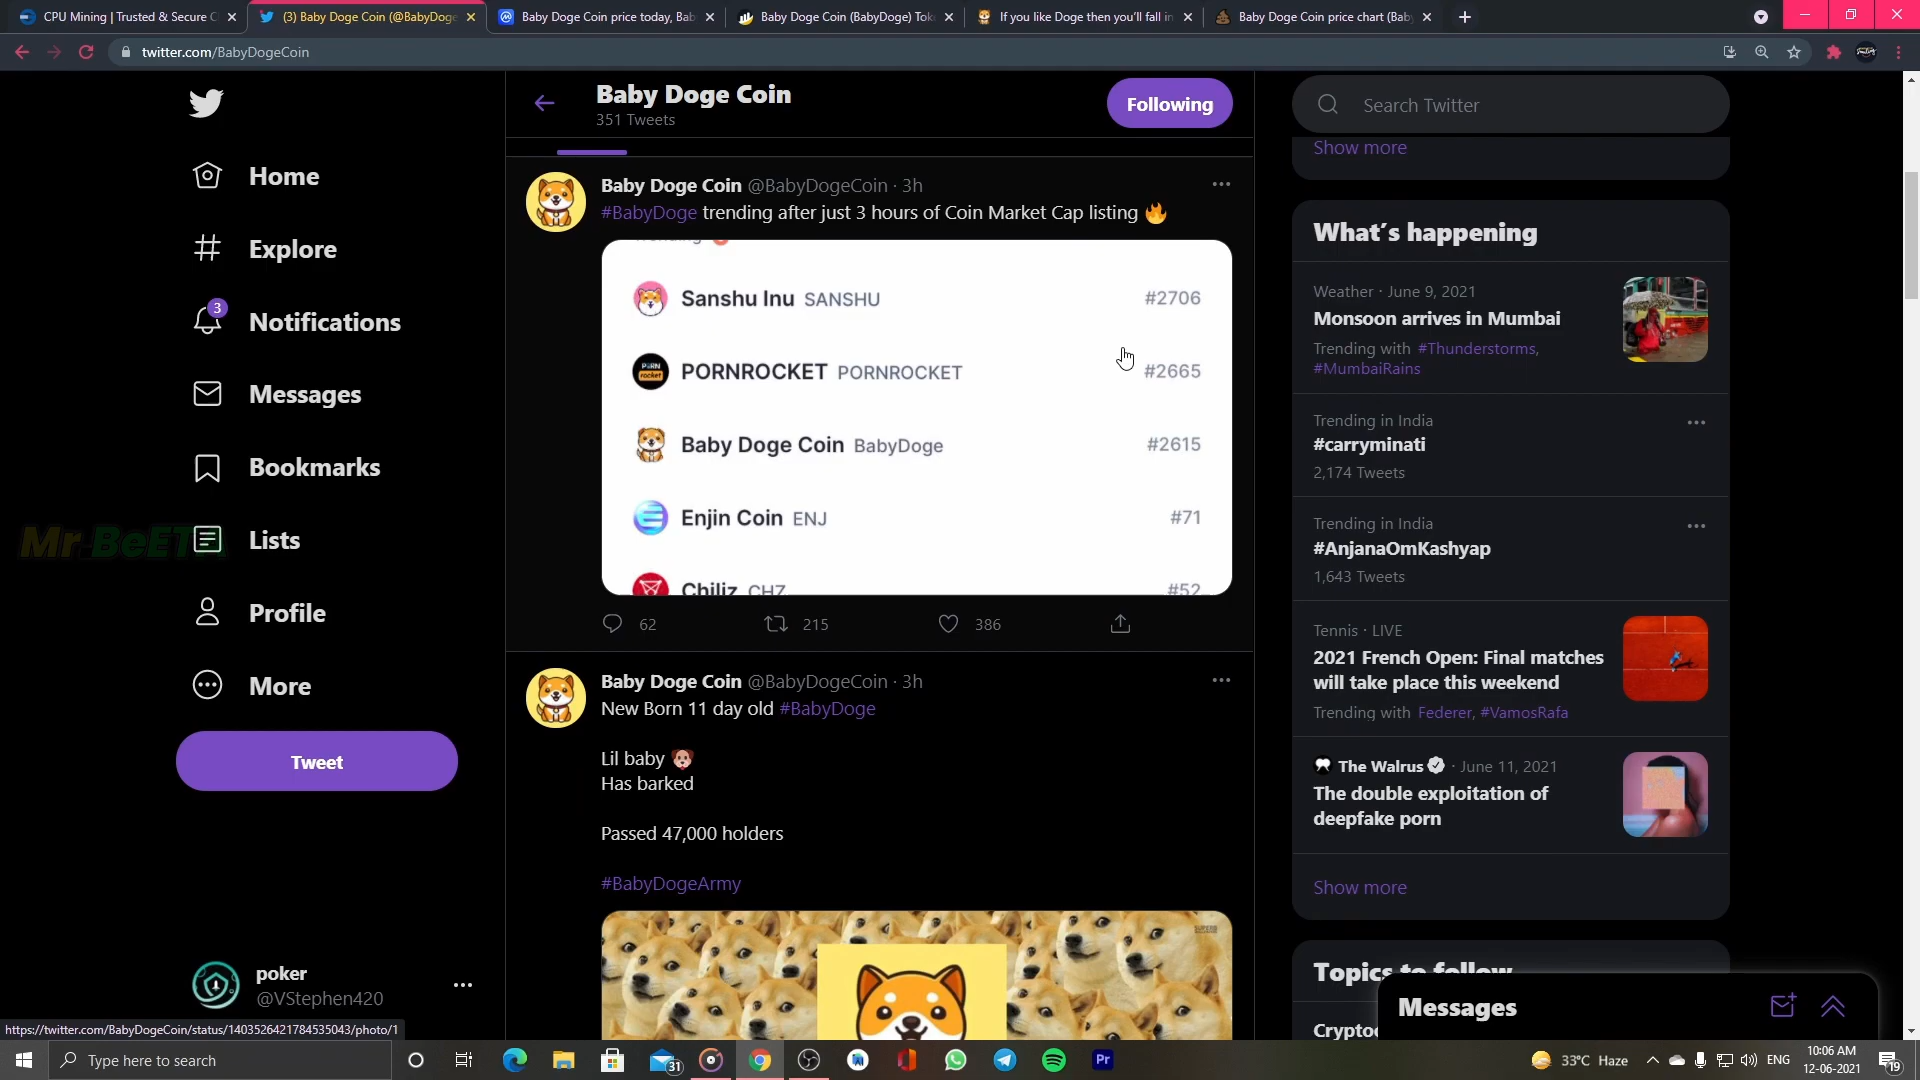 CPU Mining | Trusted & Secure C
(3) Baby Doge Coin (@BabyDoge
Baby Doge Coin price today, Bab
Baby Doge Coin (BabyDoge) Tok
If you like Doge then you'll fall in
Baby Doge Coin price chart (Bab
twitter.com/BabyDogeCoin
Home
Explore
3
Notifications
Messages
Bookmarks
Mr BeET
Lists
Profile
More
Tweet
poker
@VStephen420
https://twitter.com/BabyDogeCoin/status/1403526421784535043/photo/1
Baby Doge Coin
351 Tweets
Following
Baby Doge Coin @BabyDogeCoin · 3h
#BabyDoge trending after just 3 hours of Coin Market Cap listing 🔥
Sanshu Inu SANSHU #2706
PORNROCKET PORNROCKET #2665
Baby Doge Coin BabyDoge #2615
Enjin Coin ENJ #71
Chiliz CHZ #52
62 215 386
Baby Doge Coin @BabyDogeCoin · 3h
New Born 11 day old #BabyDoge
Lil baby 🐶
Has barked
Passed 47,000 holders
#BabyDogeArmy
Search Twitter
Show more
What's happening
Weather · June 9, 2021
Monsoon arrives in Mumbai
Trending with #Thunderstorms,
#MumbaiRains
Trending in India
#carryminati
2,174 Tweets
Trending in India
#AnjanaOmKashyap
1,643 Tweets
Tennis · LIVE
2021 French Open: Final matches
will take place this weekend
Trending with Federer, #VamosRafa
The Walrus · June 11, 2021
The double exploitation of
deepfake porn
Show more
Topics to follow
Messages
Type here to search
31
Pr
33°C Haze
ENG
10:06 AM
12-06-2021
19